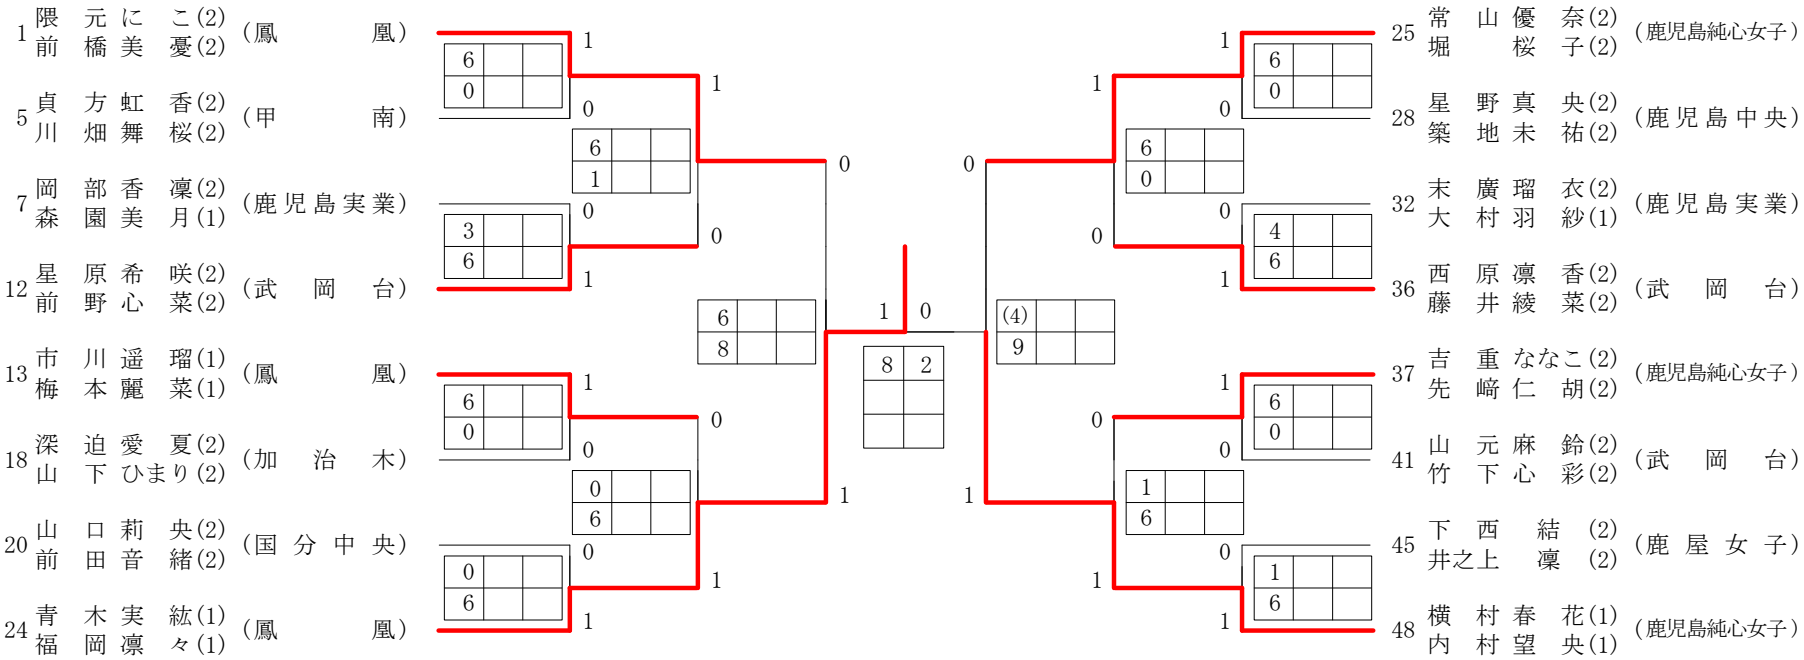 1 隈元にこ(2) (鳳凰)
前橋美憂(2)
5 貞方虹香(2) (甲南)
川畑舞桜(2)
7 岡部香凜(2) (鹿児島実業)
森園美月(1)
12 星原希咲(2) (武岡台)
前野心菜(2)
13 市川遥瑠(1) (鳳凰)
梅本麗菜(1)
18 深迫愛夏(2) (加治木)
山下ひまり(2)
20 山口莉央(2) (国分中央)
前田音緒(2)
24 青木実紘(1) (鳳凰)
福岡凛々(1)
1
6
0
0
1
6
1
0
3
6
0
1
0
6
8
1
6
0
0
0
0
6
0
0
6
1
1
0
1
1 0
8 2
0
(4)
9
1
1
6
0
0
1
6
0
0
4
6
1
0
1
6
0
0
0
1
6
0
1
6
1
1
25 常山優奈(2) (鹿児島純心女子)
堀桜子(2)
28 星野真央(2) (鹿児島中央)
築地未祐(2)
32 末廣瑠衣(2) (鹿児島実業)
大村羽紗(1)
36 西原凛香(2) (武岡台)
藤井綾菜(2)
37 吉重ななこ(2) (鹿児島純心女子)
先﨑仁胡(2)
41 山元麻鈴(2) (武岡台)
竹下心彩(2)
45 下西結(2) (鹿屋女子)
井之上凜(2)
48 横村春花(1) (鹿児島純心女子)
内村望央(1)